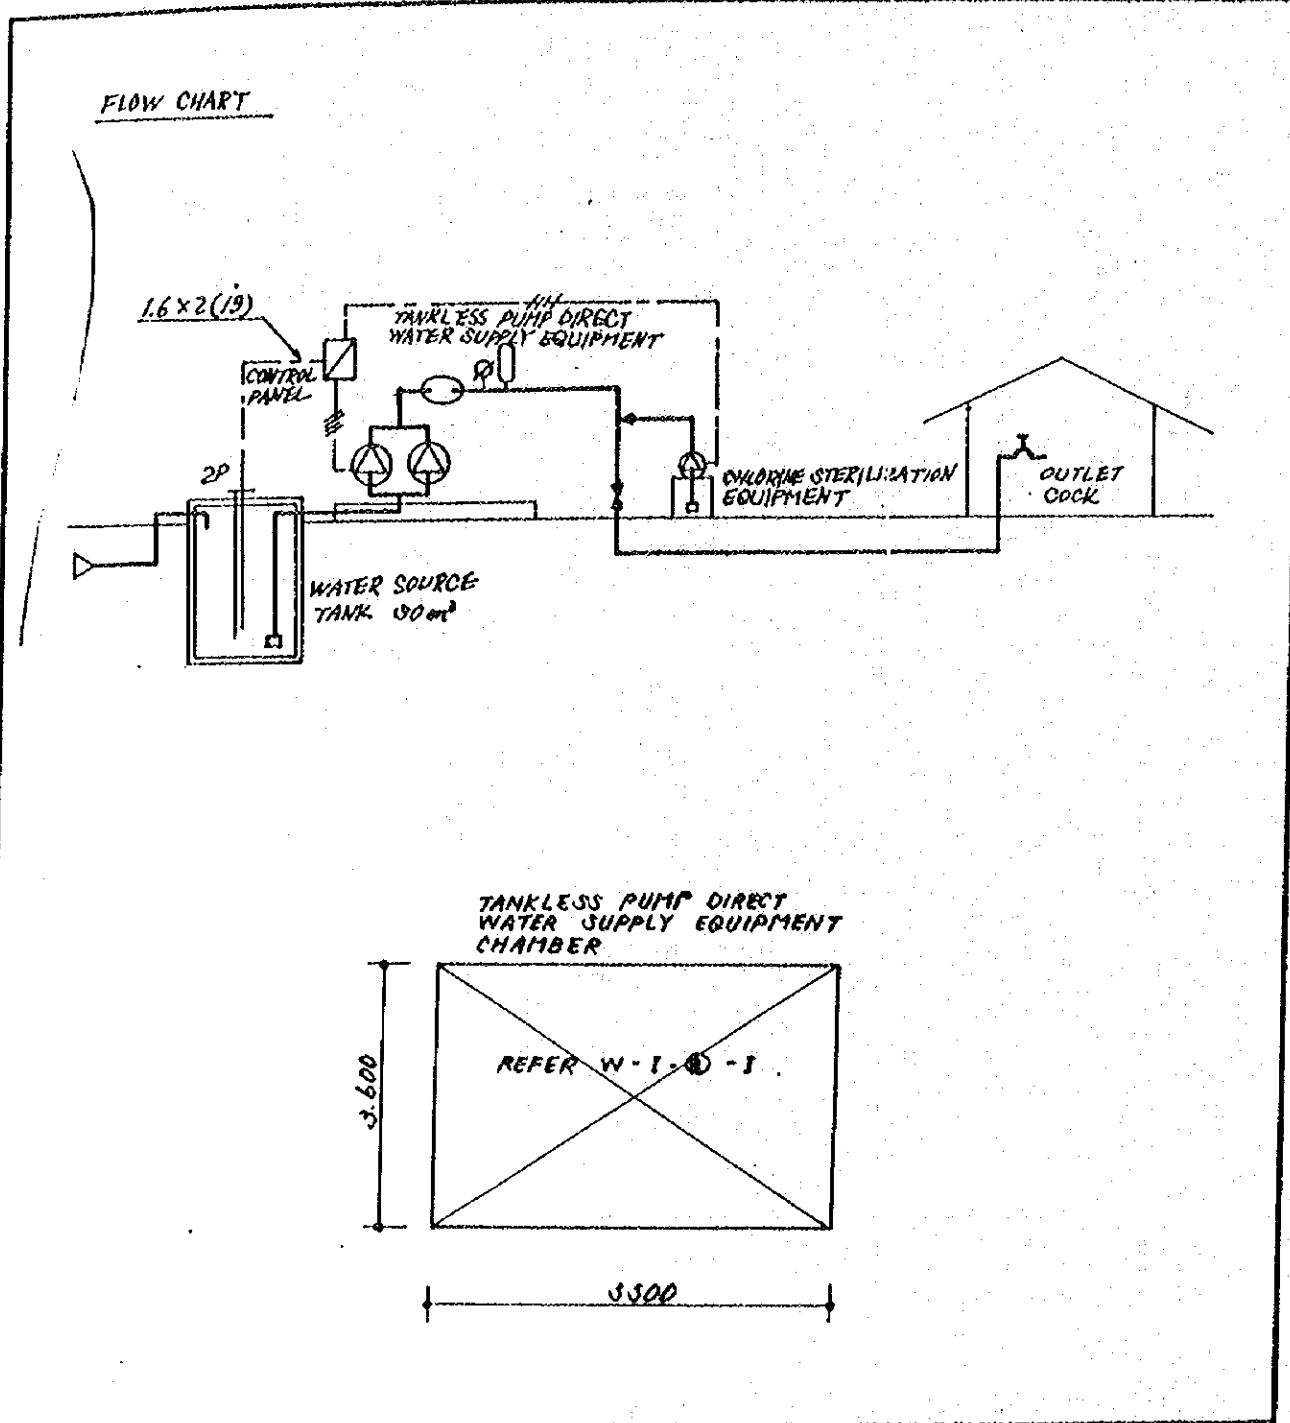 FLOW CHART
1.6×2(19)
TANKLESS PUMP DIRECT
WATER SUPPLY EQUIPMENT
CONTROL
PANEL
2P
CHLORINE STERILIZATION
EQUIPMENT
OUTLET
COCK
WATER SOURCE
TANK
TANKLESS PUMP DIRECT
WATER SUPPLY EQUIPMENT
CHAMBER
REFER W-I- -I
3.600